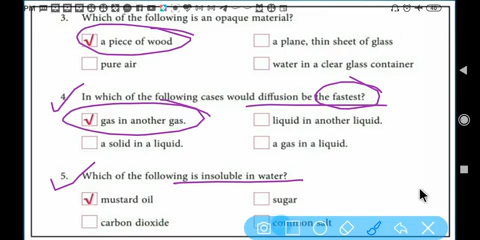 3. Which of the following is an opaque material?
a piece of wood
a plane, thin sheet of glass
pure air
water in a clear glass container
4. In which of the following cases would diffusion be the fastest?
gas in another gas.
liquid in another liquid.
a solid in a liquid.
a gas in a liquid.
5. Which of the following is insoluble in water?
mustard oil
sugar
carbon dioxide
common salt